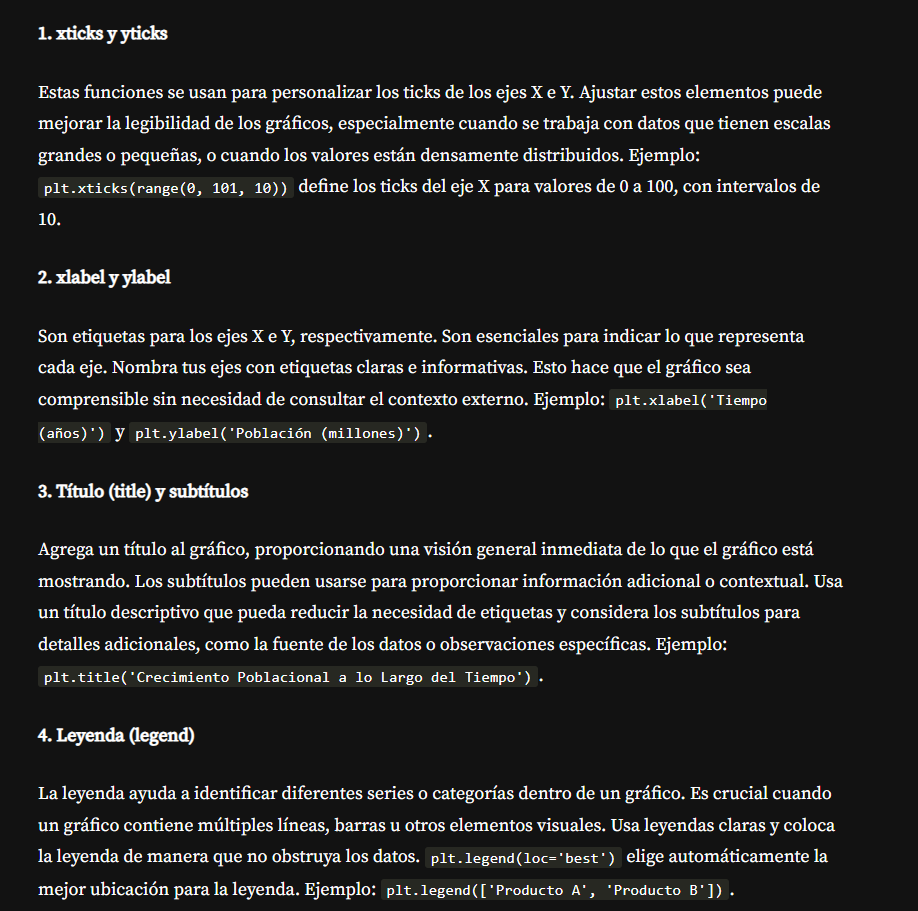 1. xticks y yticks
Estas funciones se usan para personalizar los ticks de los ejes X e Y. Ajustar estos elementos puede
mejorar la legibilidad de los gráficos, especialmente cuando se trabaja con datos que tienen escalas
grandes o pequeñas, o cuando los valores están densamente distribuidos. Ejemplo:
plt.xticks(range(0, 101, 10)) define los ticks del eje X para valores de 0 a 100, con intervalos de
10.
2. xlabel y ylabel
Son etiquetas para los ejes X e Y, respectivamente. Son esenciales para indicar lo que representa
cada eje. Nombra tus ejes con etiquetas claras e informativas. Esto hace que el gráfico sea
comprensible sin necesidad de consultar el contexto externo. Ejemplo: plt.xlabel('Tiempo
(años)') y plt.ylabel('Población (millones)').
3. Título (title) y subtítulos
Agrega un título al gráfico, proporcionando una visión general inmediata de lo que el gráfico está
mostrando. Los subtítulos pueden usarse para proporcionar información adicional o contextual. Usa
un título descriptivo que pueda reducir la necesidad de etiquetas y considera los subtítulos para
detalles adicionales, como la fuente de los datos o observaciones específicas. Ejemplo:
plt.title('Crecimiento Poblacional a lo Largo del Tiempo').
4. Leyenda (legend)
La leyenda ayuda a identificar diferentes series o categorías dentro de un gráfico. Es crucial cuando
un gráfico contiene múltiples líneas, barras u otros elementos visuales. Usa leyendas claras y coloca
la leyenda de manera que no obstruya los datos. plt.legend(loc='best') elige automáticamente la
mejor ubicación para la leyenda. Ejemplo: plt.legend(['Producto A', 'Producto B']).